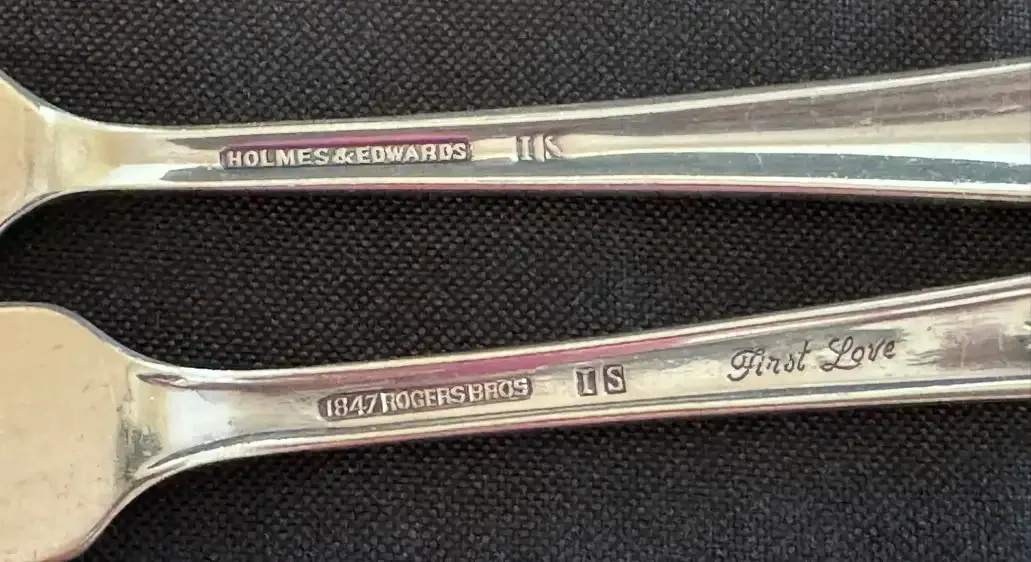 HOLMES & EDWARDS IS
1847 ROGERS BROS IS First Love